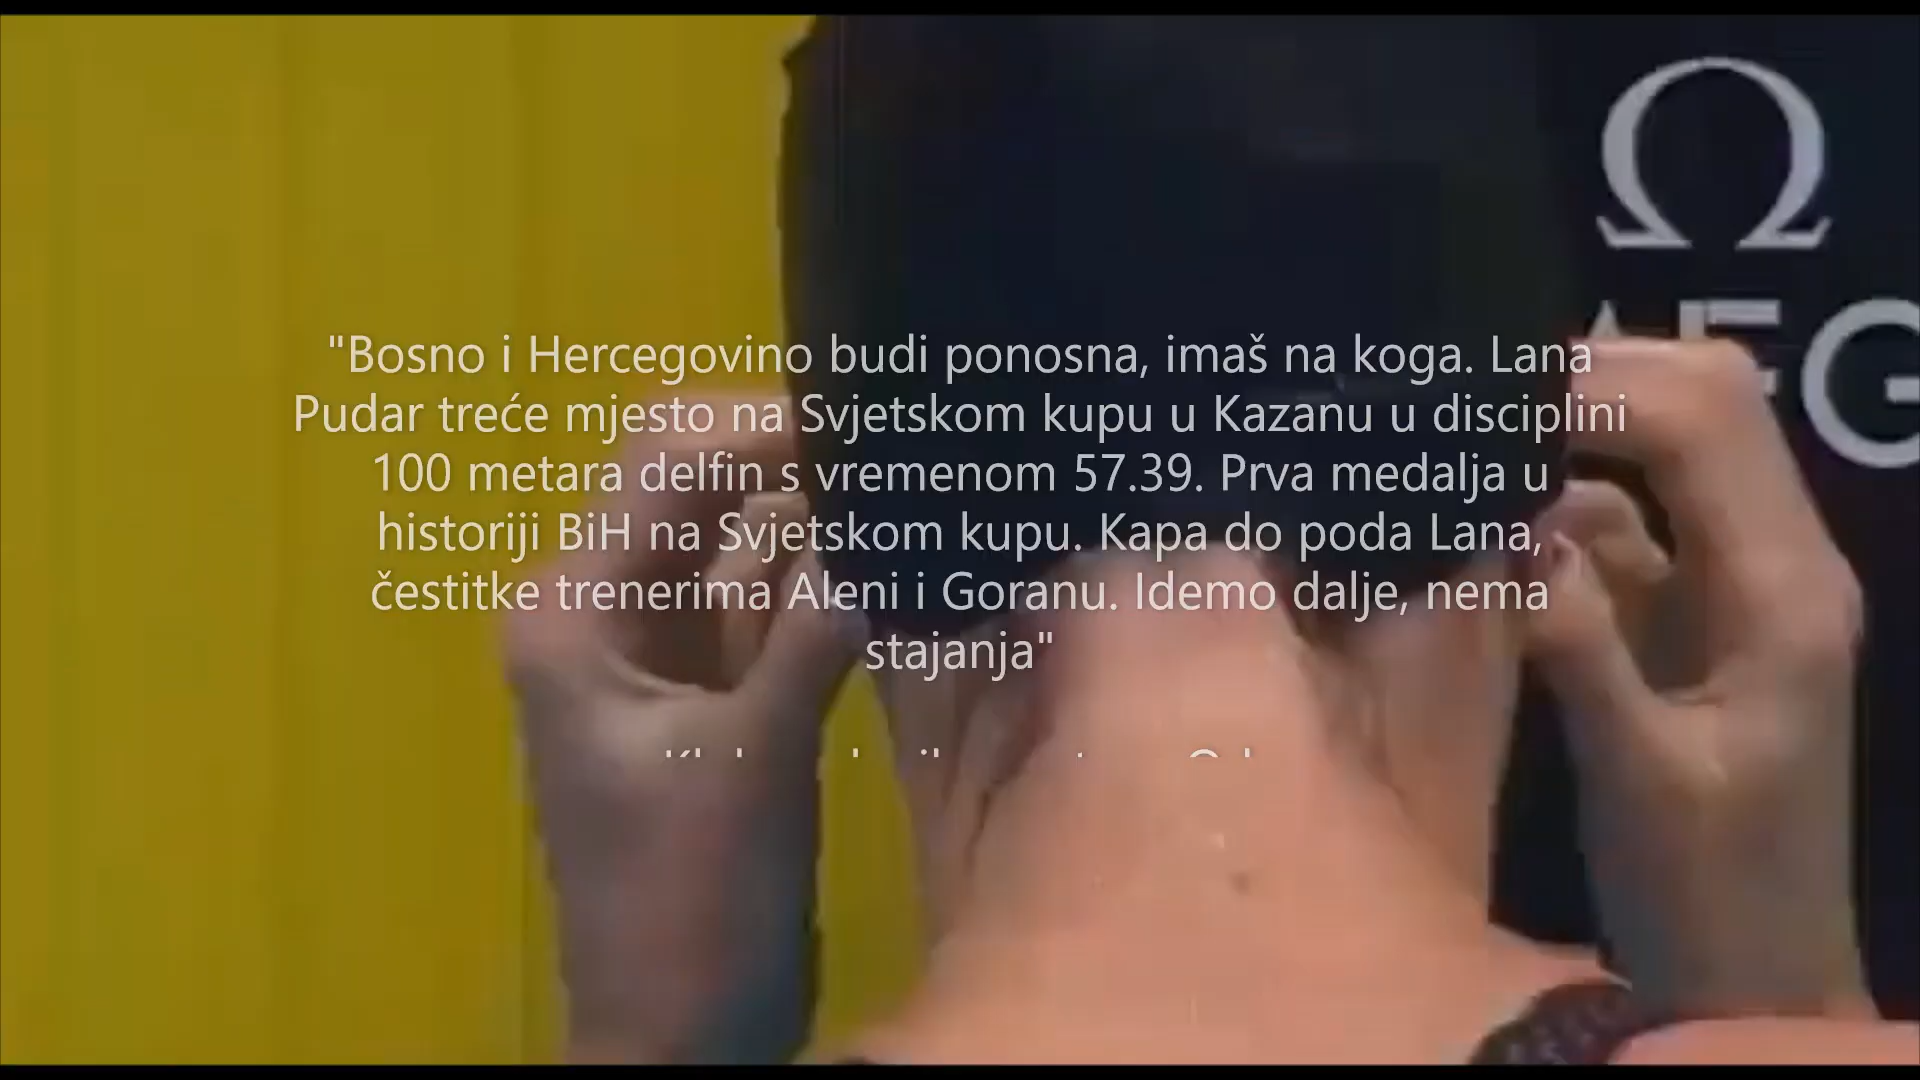 Ω
"Bosno i Hercegovino budi ponosna, imaš na koga. Lana
Pudar treće mjesto na Svjetskom kupu u Kazanu u disciplini
100 metara delfin s vremenom 57.39. Prva medalja u
historiji BiH na Svjetskom kupu. Kapa do poda Lana,
čestitke trenerima Aleni i Goranu. Idemo dalje, nema
stajanja"